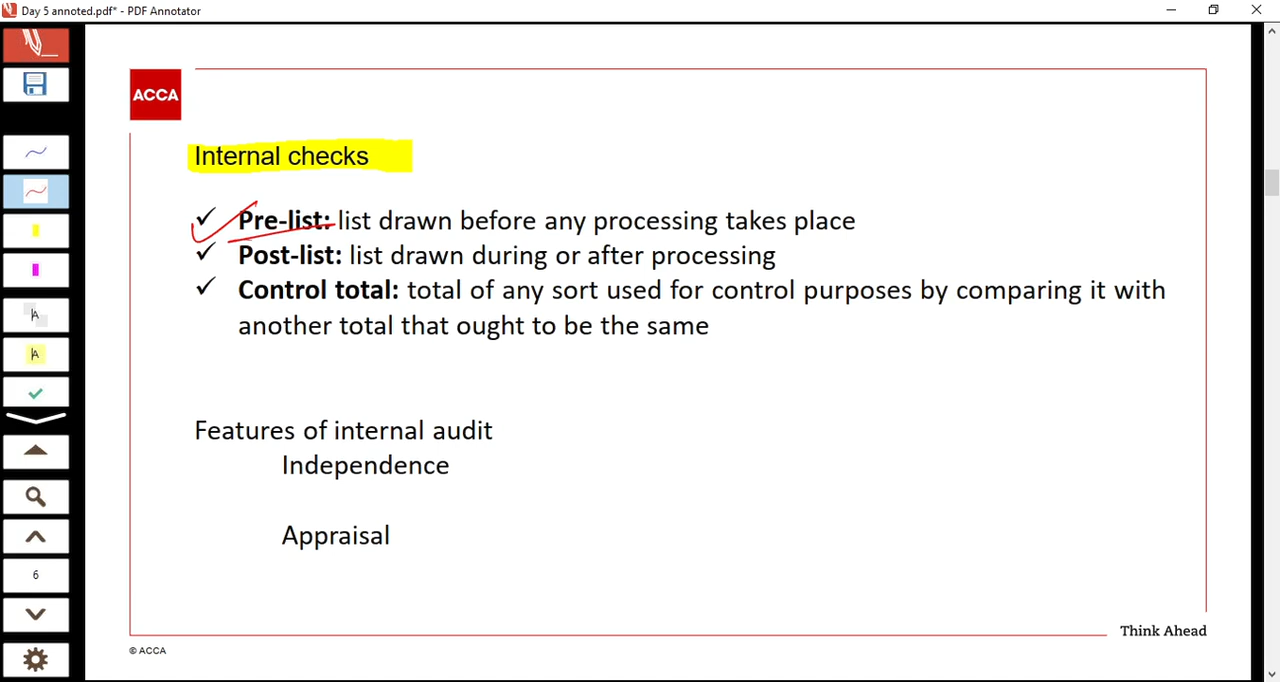 Day 5 annoted.pdf* - PDF Annotator
ACCA
Internal checks
✓ Pre-list: list drawn before any processing takes place
✓ Post-list: list drawn during or after processing
✓ Control total: total of any sort used for control purposes by comparing it with
another total that ought to be the same
Features of internal audit
Independence
Appraisal
A
A
6
Think Ahead
© ACCA